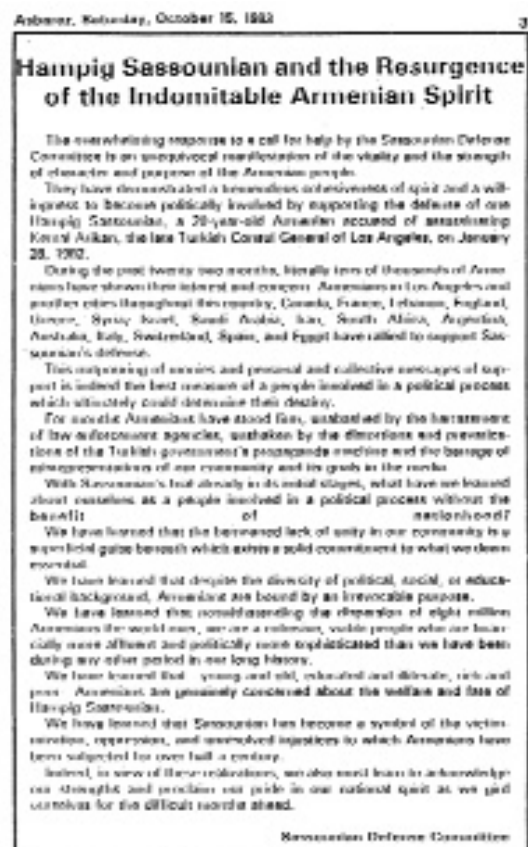 Asbarez, Saturday, October 15, 1983 3
Hampig Sassounian and the Resurgence
of the Indomitable Armenian Spirit
The overwhelming response to a call for help by the Sassounian Defense
Committee is an unequivocal manifestation of the vitality and the strength
of character and purpose of the Armenian people.
They have demonstrated a tremendous cohesiveness of spirit and a will-
ingness to become politically involved by supporting the defense of one
Hampig Sassounian, a 20-year-old Armenian accused of assassinating
Kemal Arikan, the late Turkish Consul General of Los Angeles, on January
28, 1982.
During the past twenty two months, literally tens of thousands of Arme-
nians have shown their interest and concern. Armenians in Los Angeles and
other cities throughout this country, Canada, France, Lebanon, England,
Greece, Syria, Israel, Saudi Arabia, Iran, South Africa, Argentina,
Australia, Italy, Switzerland, Spain, and Egypt have rallied to support Sas-
sounian's defense.
This outpouring of monies and personal and collective messages of sup-
port is indeed the best measure of a people involved in a political process
which ultimately could determine their destiny.
For months Armenians have stood firm, unabashed by the harrassment
of law enforcement agencies, unshaken by the distortions and prevarica-
tions of the Turkish government's propaganda machine and the barrage of
misrepresentations of our community and its goals in the media.
With Sassounian's trial already in its initial stages, what have we learned
about ourselves as a people involved in a political process without the
benefit of nationhood?
We have learned that the bemoaned lack of unity in our community is a
superficial guise beneath which exists a solid commitment to what we deem
essential.
We have learned that despite the diversity of political, social, or educa-
tional background, Armenians are bound by an irrevocable purpose.
We have learned that notwithstanding the dispersion of eight million
Armenians the world over, we are a cohesive, viable people who are finan-
cially more affluent and politically more sophisticated than we have been
during any other period in our long history.
We have learned that young and old, educated and illiterate, rich and
poor Armenians are genuinely concerned about the welfare and fate of
Hampig Sassounian.
We have learned that Sassounian has become a symbol of the victim-
ization, oppression, and unresolved injustices to which Armenians have
been subjected for over half a century.
Indeed, in view of these realizations, we also must learn to acknowledge
our strengths and proclaim our pride in our national spirit as we gird
ourselves for the difficult months ahead.
Sassounian Defense Committee